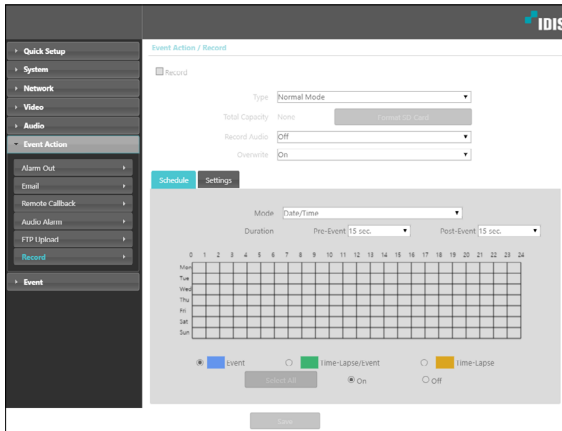 IDIS
Quick Setup
System
Network
Video
Audio
Event Action
Alarm Out
Email
Remote Callback
Audio Alarm
FTP Upload
Record
Event
Event Action / Record
Record
Type Normal Mode
Total Capacity None Format SD Card
Record Audio Off
Overwrite On
Schedule Settings
Mode Date/Time
Duration Pre-Event 15 sec. Post-Event 15 sec.
0 1 2 3 4 5 6 7 8 9 10 11 12 13 14 15 16 17 18 19 20 21 22 23 24
Mon
Tue
Wed
Thu
Fri
Sat
Sun
Event Time-Lapse/Event Time-Lapse
Select All On Off
Save